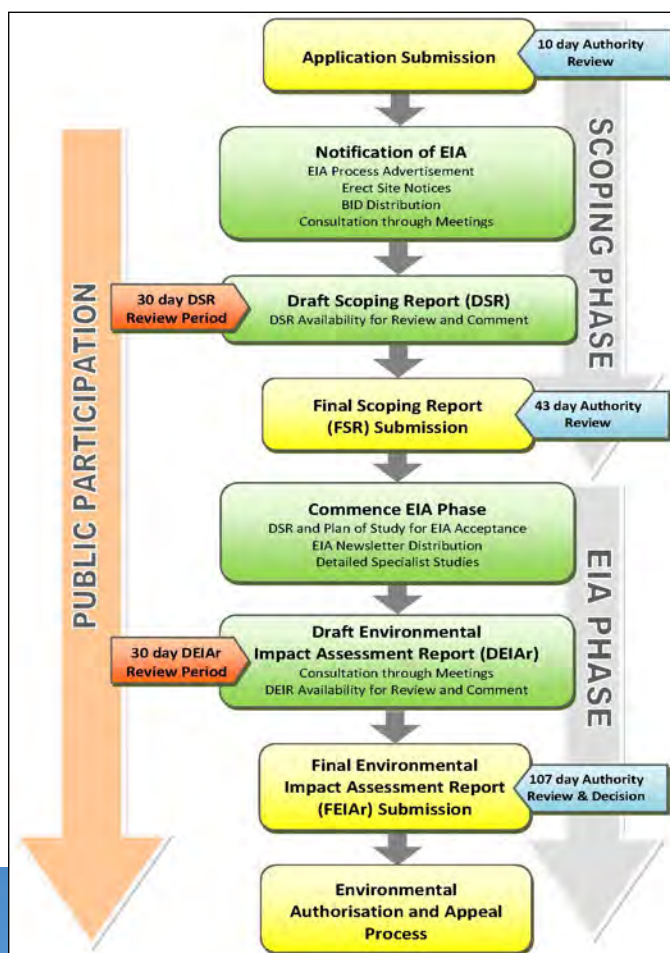 Application Submission
10 day Authority
Review
SCOPING PHASE
Notification of EIA
EIA Process Advertisement
Erect Site Notices
BID Distribution
Consultation through Meetings
PUBLIC PARTICIPATION
30 day DSR
Review Period
Draft Scoping Report (DSR)
DSR Availability for Review and Comment
Final Scoping Report
(FSR) Submission
43 day Authority
Review
Commence EIA Phase
DSR and Plan of Study for EIA Acceptance
EIA Newsletter Distribution
Detailed Specialist Studies
EIA PHASE
30 day DEIAr
Review Period
Draft Environmental
Impact Assessment Report (DEIAr)
Consultation through Meetings
DEIR Availability for Review and Comment
Final Environmental
Impact Assessment Report
(FEIAr) Submission
107 day Authority
Review & Decision
Environmental
Authorisation and Appeal
Process